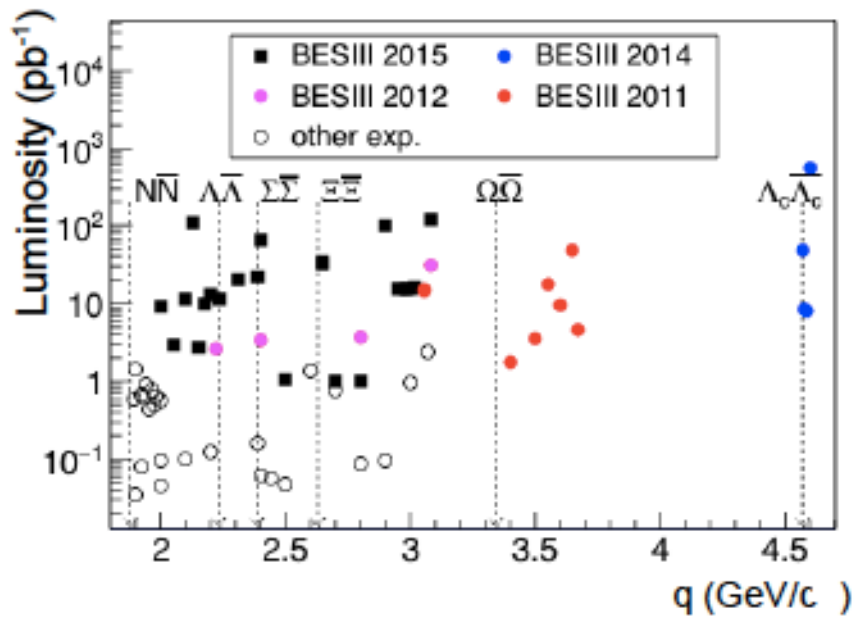 Luminosity (pb⁻¹)
BESIII 2015 BESIII 2014
BESIII 2012 BESIII 2011
other exp.
10⁴
10³
10²
10
1
10⁻¹
NN̅ ΛΛ̅ ΣΣ̅ ΞΞ̅ ΩΩ̅ Λc Λ̅c
2 2.5 3 3.5 4 4.5
q (GeV/c )